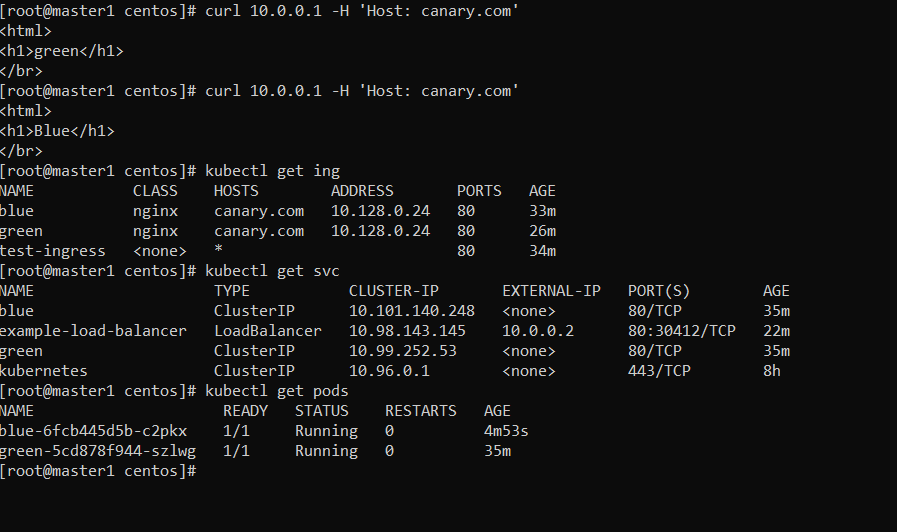 [root@master1 centos]# curl 10.0.0.1 -H 'Host: canary.com'
<html>
<h1>green</h1>
</br>
[root@master1 centos]# curl 10.0.0.1 -H 'Host: canary.com'
<html>
<h1>Blue</h1>
</br>
[root@master1 centos]# kubectl get ing
NAME CLASS HOSTS ADDRESS PORTS AGE
blue nginx canary.com 10.128.0.24 80 33m
green nginx canary.com 10.128.0.24 80 26m
test-ingress <none> * 80 34m
[root@master1 centos]# kubectl get svc
NAME TYPE CLUSTER-IP EXTERNAL-IP PORT(S) AGE
blue ClusterIP 10.101.140.248 <none> 80/TCP 35m
example-load-balancer LoadBalancer 10.98.143.145 10.0.0.2 80:30412/TCP 22m
green ClusterIP 10.99.252.53 <none> 80/TCP 35m
kubernetes ClusterIP 10.96.0.1 <none> 443/TCP 8h
[root@master1 centos]# kubectl get pods
NAME READY STATUS RESTARTS AGE
blue-6fcb445d5b-c2pkx 1/1 Running 0 4m53s
green-5cd878f944-szlwg 1/1 Running 0 35m
[root@master1 centos]#